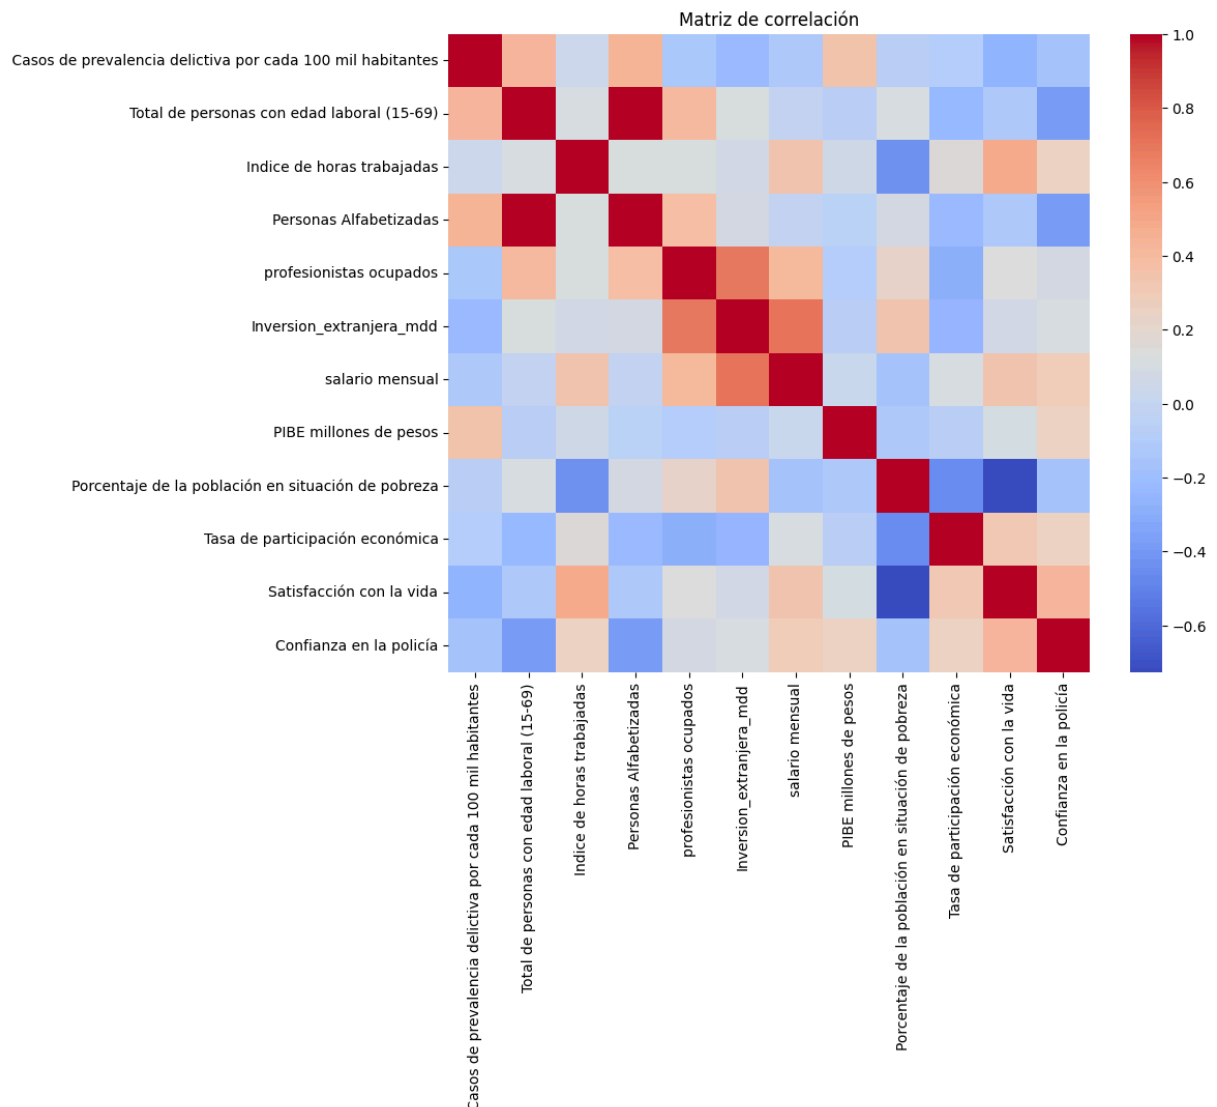 Matriz de correlación
Casos de prevalencia delictiva por cada 100 mil habitantes
Total de personas con edad laboral (15-69)
Indice de horas trabajadas
Personas Alfabetizadas
profesionistas ocupados
Inversion_extranjera_mdd
salario mensual
PIBE millones de pesos
Porcentaje de la población en situación de pobreza
Tasa de participación económica
Satisfacción con la vida
Confianza en la policía
Casos de prevalencia delictiva por cada 100 mil habitantes
Total de personas con edad laboral (15-69)
Indice de horas trabajadas
Personas Alfabetizadas
profesionistas ocupados
Inversion_extranjera_mdd
salario mensual
PIBE millones de pesos
Porcentaje de la población en situación de pobreza
Tasa de participación económica
Satisfacción con la vida
Confianza en la policía
1.0
0.8
0.6
0.4
0.2
0.0
−0.2
−0.4
−0.6